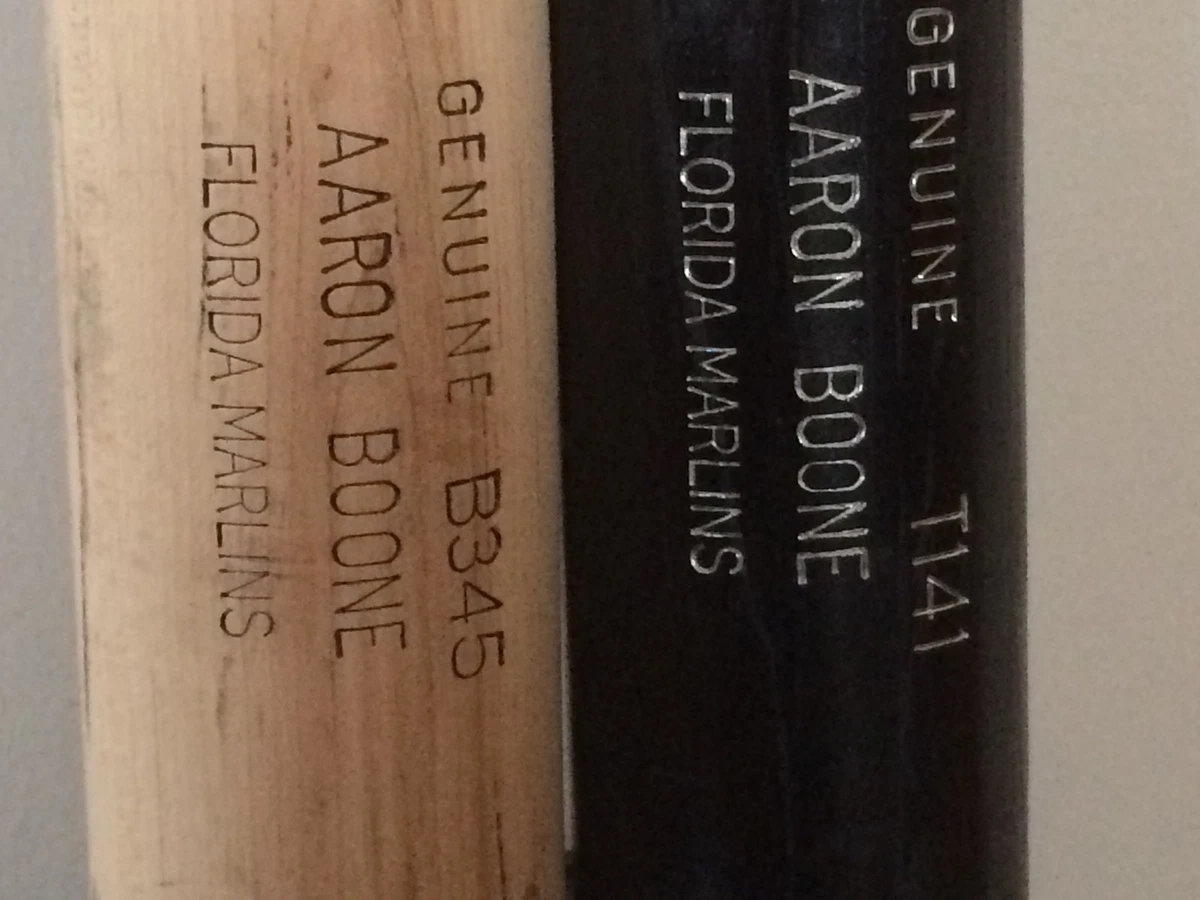 GENUINE B345
AARON BOONE
FLORIDA MARLINS
GENUINE T141
AARON BOONE
FLORIDA MARLINS